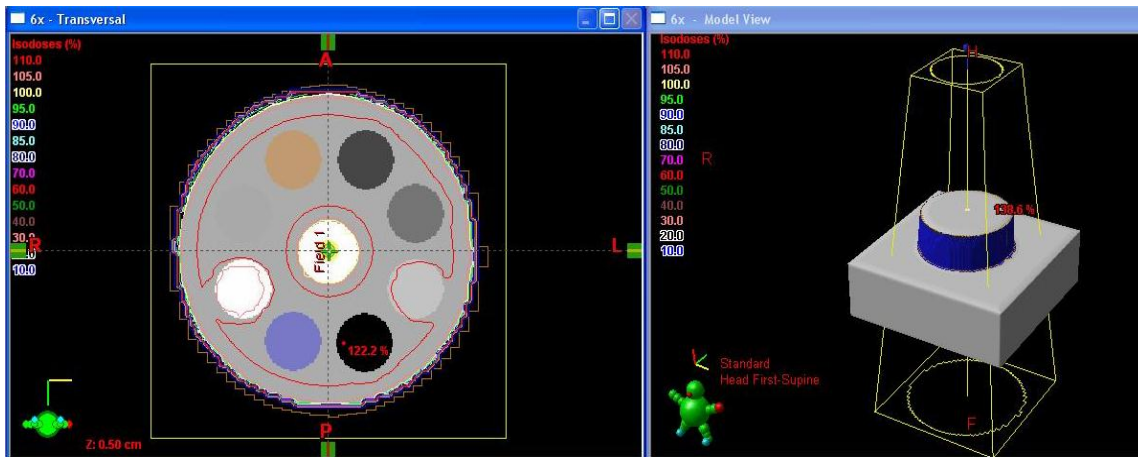 6x - Transversal
Isodoses (%)
110.0
105.0
100.0
95.0
90.0
85.0
80.0
70.0
60.0
50.0
40.0
30.0
10.0
A
R
L
P
Field 1
122.2 %
Z: 0.50 cm
6x - Model View
Isodoses (%)
110.0
105.0
100.0
95.0
90.0
85.0
80.0
70.0
60.0
50.0
40.0
30.0
20.0
10.0
H
R
138.6 %
F
Standard
Head First-Supine